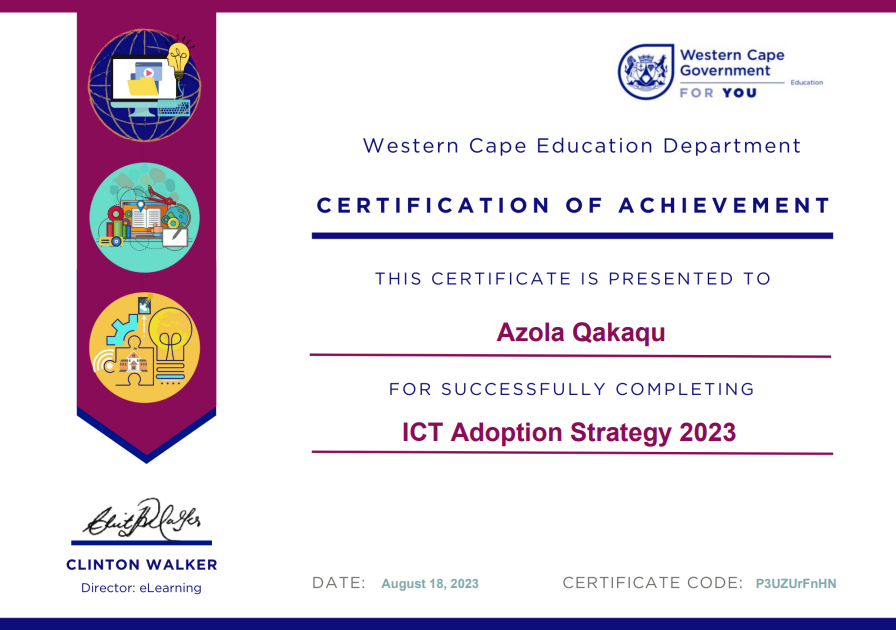 Western Cape
Government
Education
FOR YOU
Western Cape Education Department
CERTIFICATION OF ACHIEVEMENT
THIS CERTIFICATE IS PRESENTED TO
Azola Qakaqu
FOR SUCCESSFULLY COMPLETING
ICT Adoption Strategy 2023
CLINTON WALKER
Director: eLearning
DATE: August 18, 2023
CERTIFICATE CODE: P3UZUrFnHN